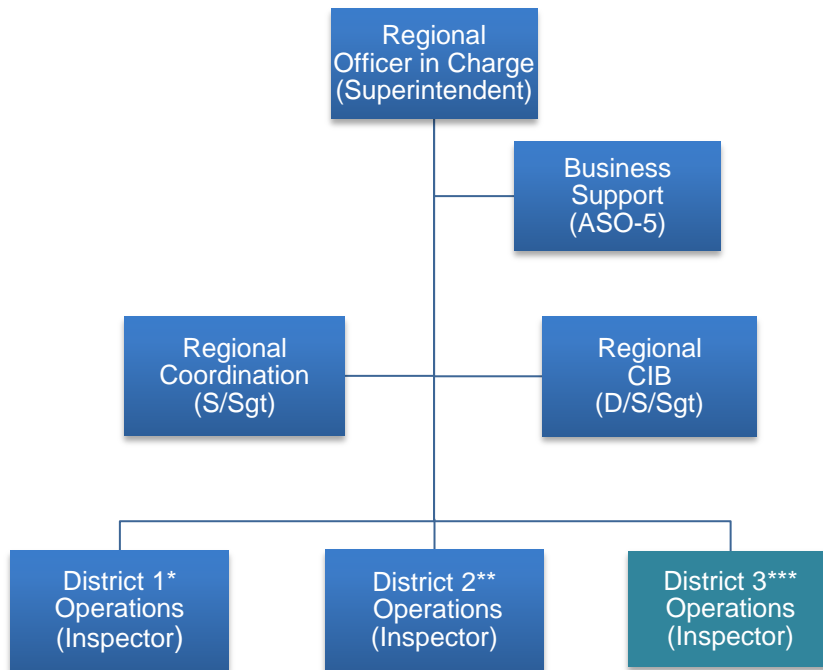 Regional
Officer in Charge
(Superintendent)
Business
Support
(ASO-5)
Regional
Coordination
(S/Sgt)
Regional
CIB
(D/S/Sgt)
District 1*
Operations
(Inspector)
District 2**
Operations
(Inspector)
District 3***
Operations
(Inspector)